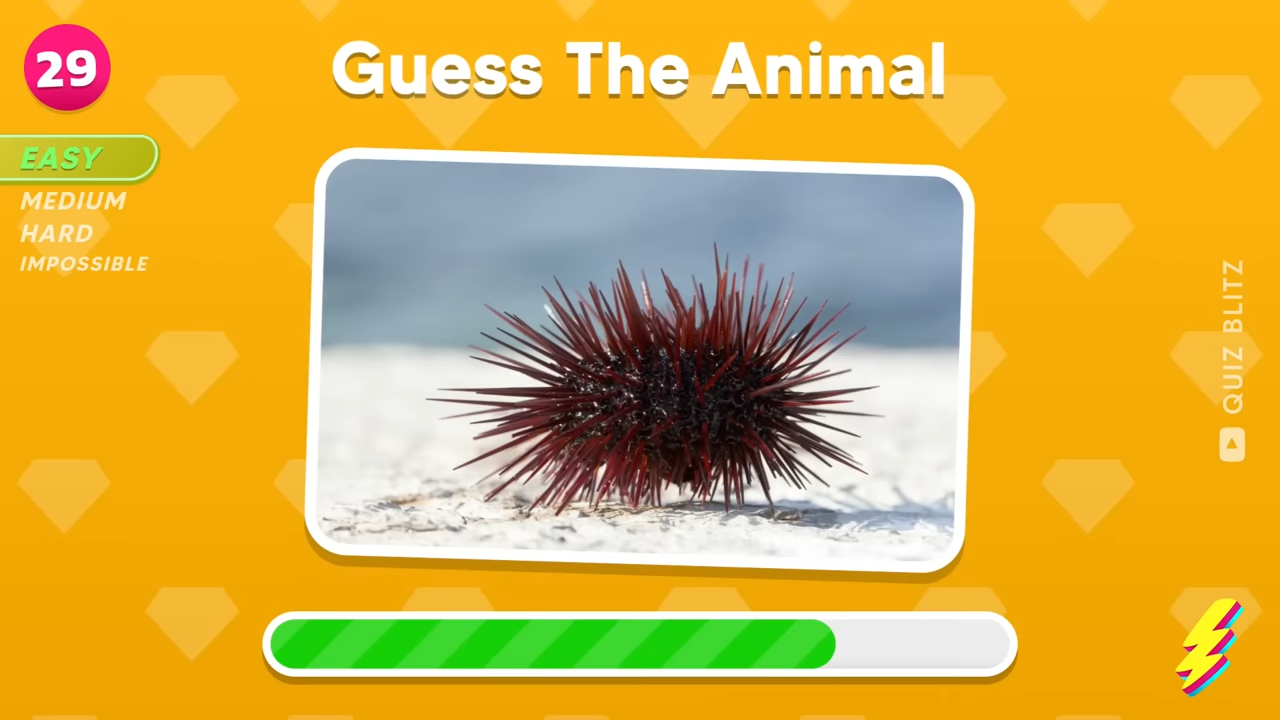 29
Guess The Animal
EASY
MEDIUM
HARD
IMPOSSIBLE
QUIZ BLITZ